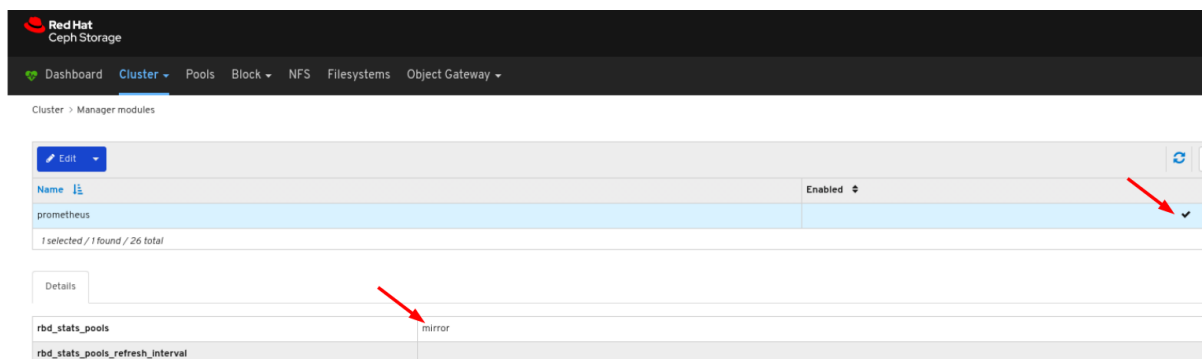 Red Hat
Ceph Storage
Dashboard Cluster Pools Block NFS Filesystems Object Gateway
Cluster > Manager modules
Edit
Name Enabled
prometheus
1 selected / 1 found / 26 total
Details
rbd_stats_pools mirror
rbd_stats_pools_refresh_interval